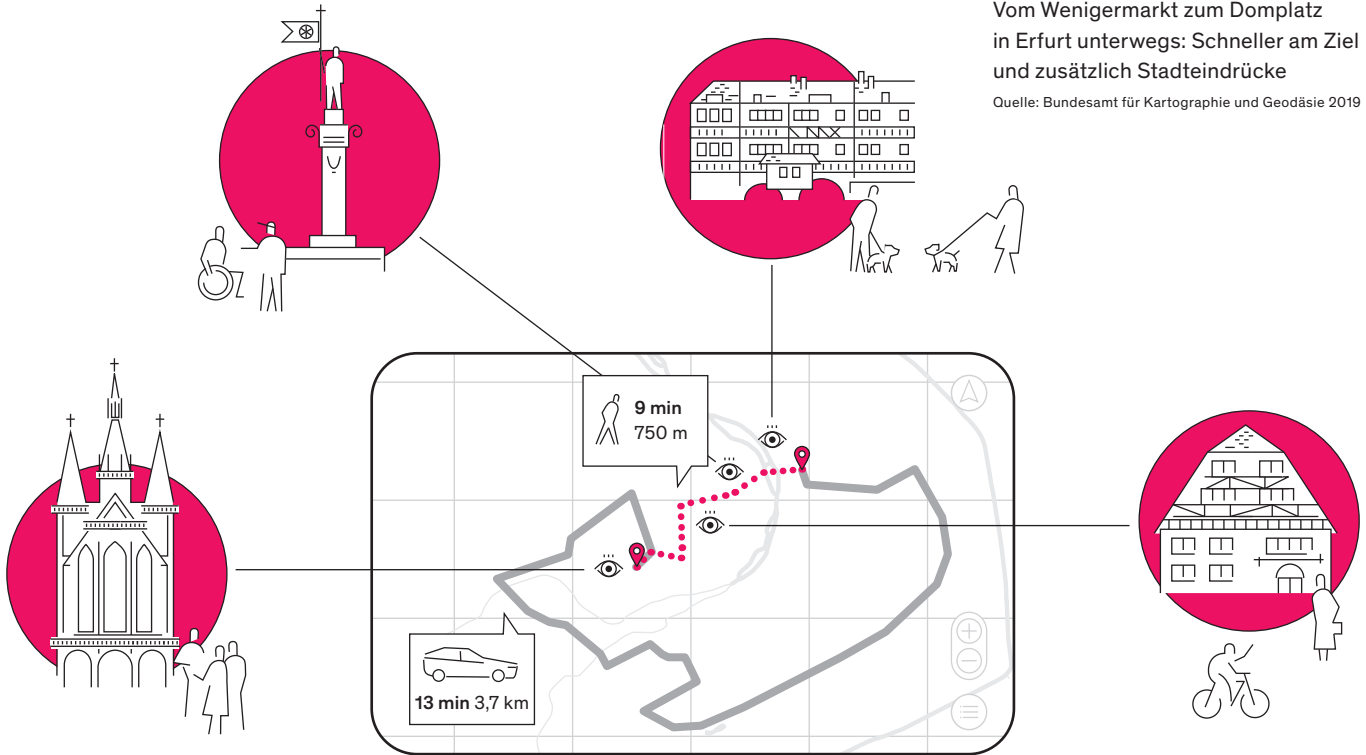 Vom Wenigermarkt zum Domplatz
in Erfurt unterwegs: Schneller am Ziel
und zusätzlich Stadteindrücke
Quelle: Bundesamt für Kartographie und Geodäsie 2019
9 min
750 m
13 min 3,7 km